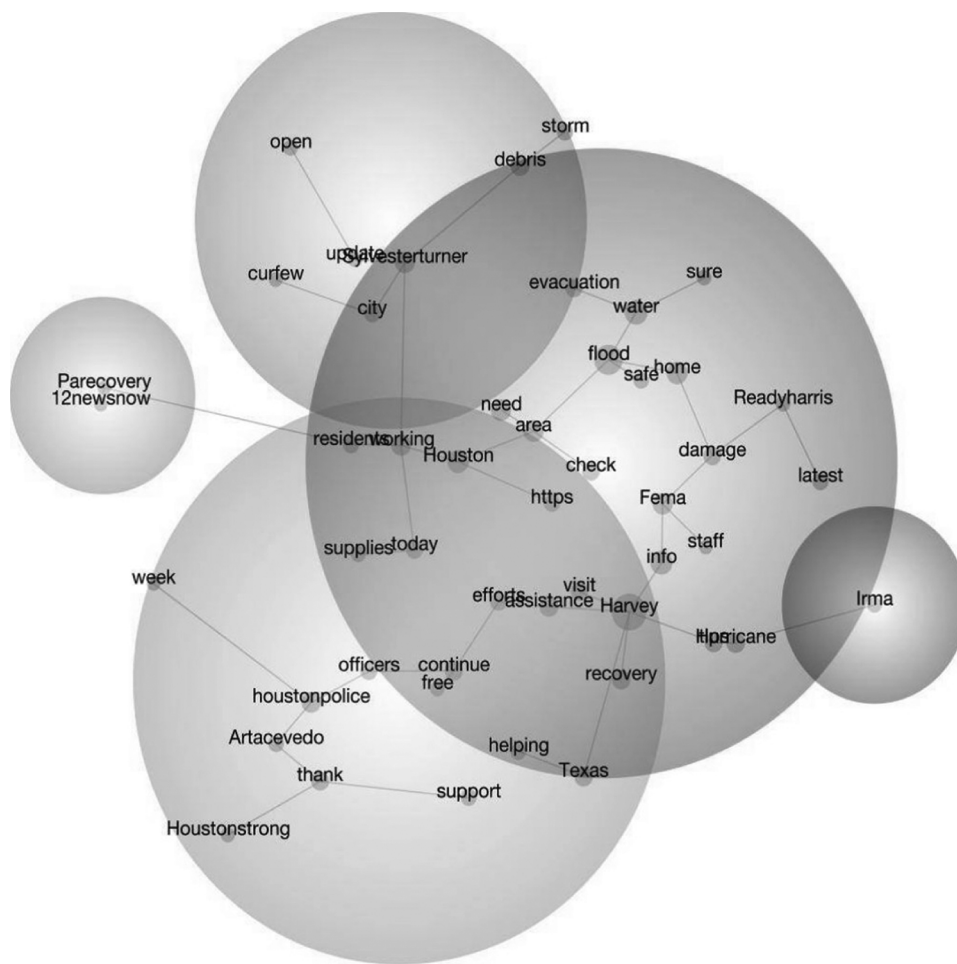 storm
open
debris
update
Sylvesterturner
curfew
evacuation
sure
city
water
flood
safe
home
Parecovery
12newsnow
need
Readyharris
area
residents
working
Houston
damage
check
latest
https
Fema
supplies
today
staff
info
week
visit
efforts
assistance
Harvey
Irma
Hurricane
officers
continue
free
recovery
houstonpolice
Artacevedo
helping
thank
Texas
support
Houstonstrong